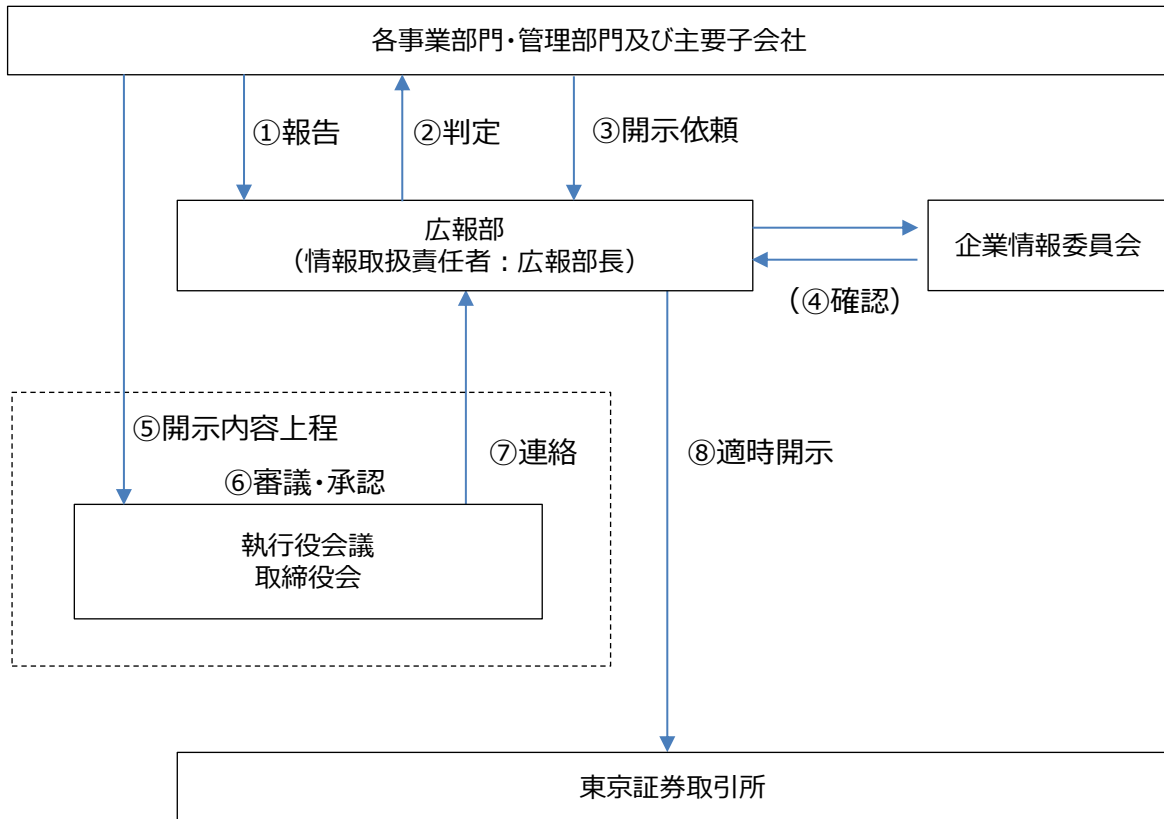 各事業部門・管理部門及び主要子会社
①報告
②判定
③開示依頼
広報部
（情報取扱責任者：広報部長）
企業情報委員会
（④確認）
⑤開示内容上程
⑦連絡
⑧適時開示
⑥審議・承認
執行役会議
取締役会
東京証券取引所